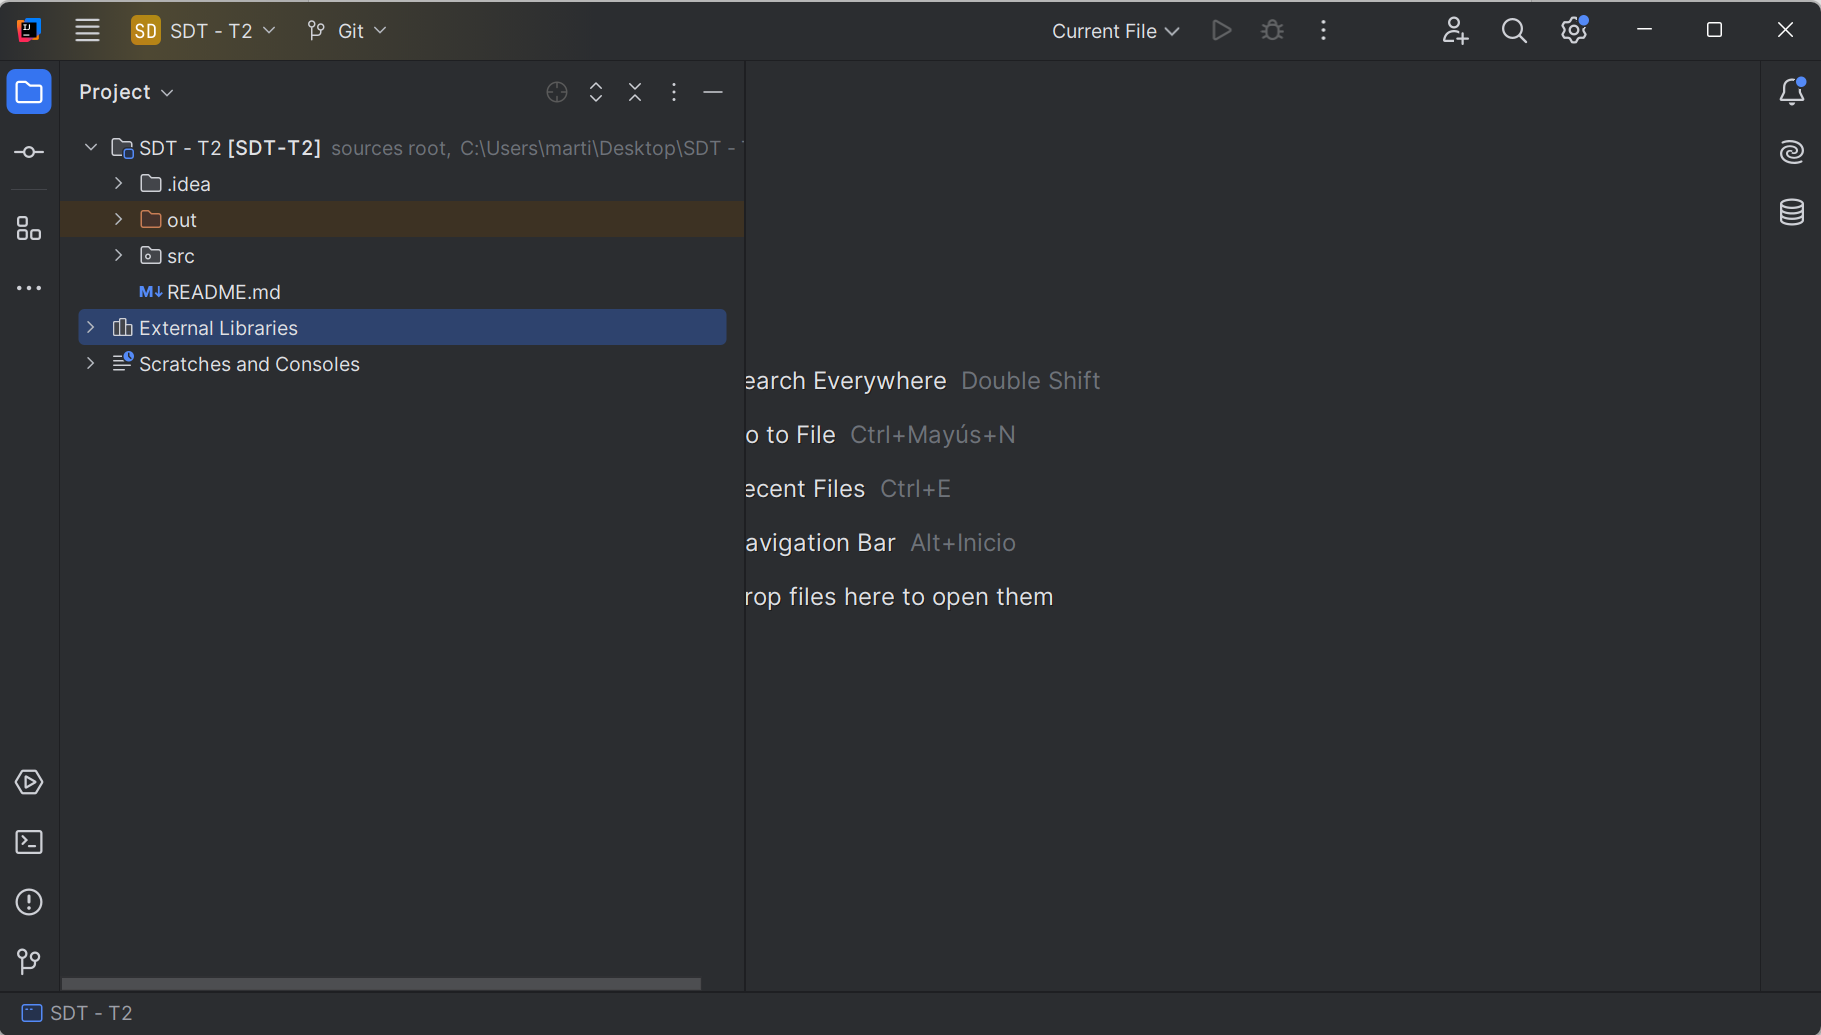 SD SDT - T2 Git Current File
Project
SDT - T2 [SDT-T2] sources root, C:\Users\marti\Desktop\SDT -
.idea
out
src
M↓ README.md
External Libraries
Scratches and Consoles
earch Everywhere Double Shift
o to File Ctrl+Mayús+N
ecent Files Ctrl+E
avigation Bar Alt+Inicio
rop files here to open them
SDT - T2